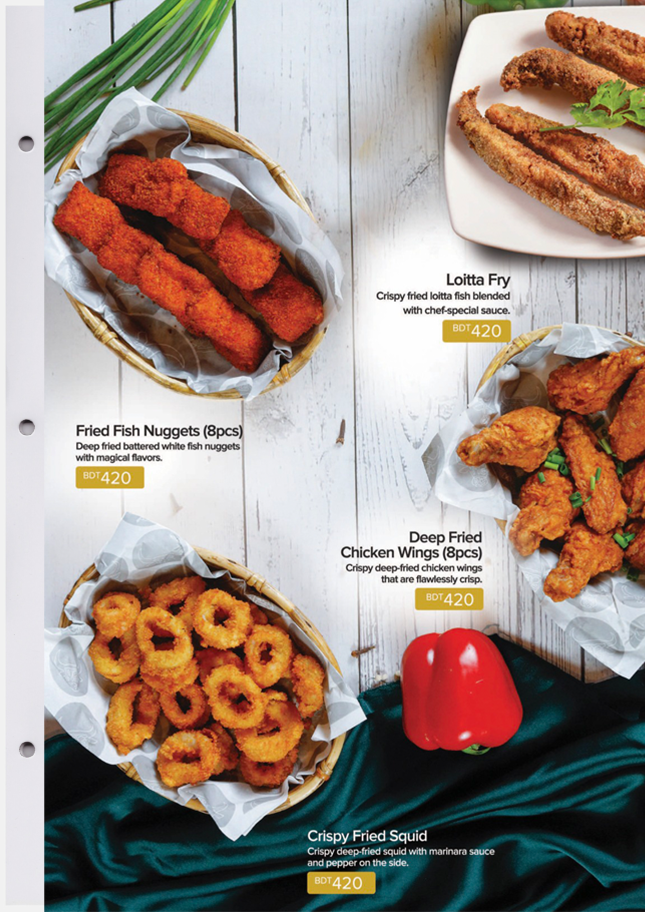 Loitta Fry
Crispy fried loitta fish blended
with chef-special sauce.
BDT420
Fried Fish Nuggets (8pcs)
Deep fried battered white fish nuggets
with magical flavors.
BDT420
Deep Fried
Chicken Wings (8pcs)
Crispy deep-fried chicken wings
that are flawlessly crisp.
BDT420
Crispy Fried Squid
Crispy deep-fried squid with marinara sauce
and pepper on the side.
BDT420